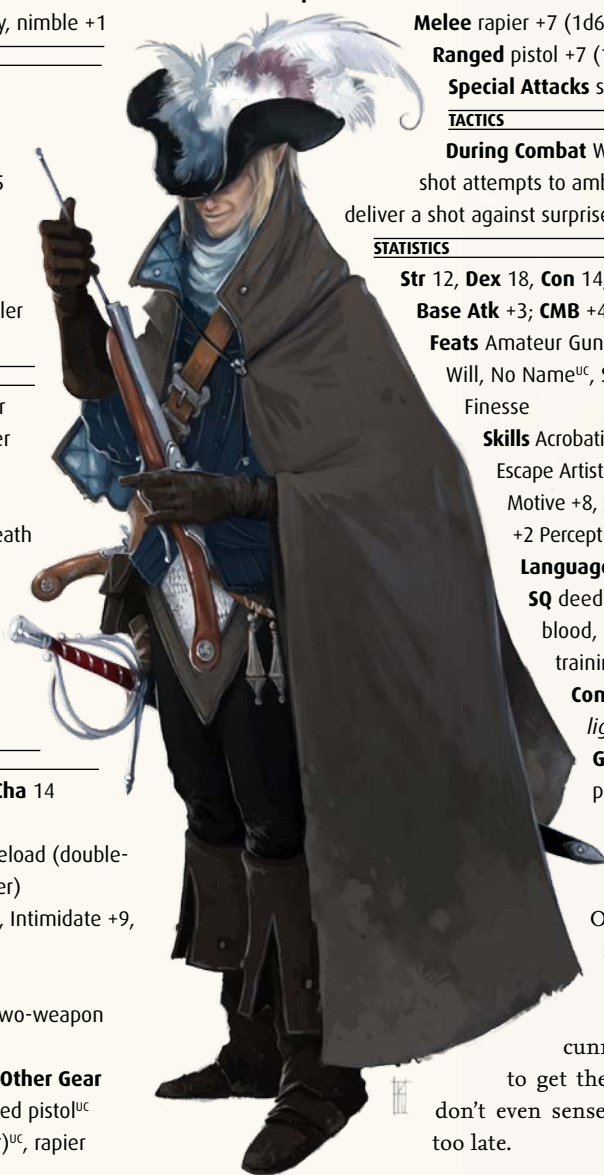 y, nimble +1
5
ler
r
er
eath
Cha 14
eload (double-
er)
, Intimidate +9,
wo-weapon
Other Gear
ed pistolᵁᶜ
r)ᵁᶜ, rapier
Melee rapier +7 (1d6
Ranged pistol +7 (1
Special Attacks s
TACTICS
During Combat W
shot attempts to amb
deliver a shot against surprise
STATISTICS
Str 12, Dex 18, Con 14,
Base Atk +3; CMB +4
Feats Amateur Gun
Will, No Nameᵁᶜ, S
Finesse
Skills Acrobati
Escape Artist
Motive +8, 
+2 Percept
Language
SQ deed
blood,
trainin
Con
lig
G
p
O
cunn
to get the
don't even sense
too late.